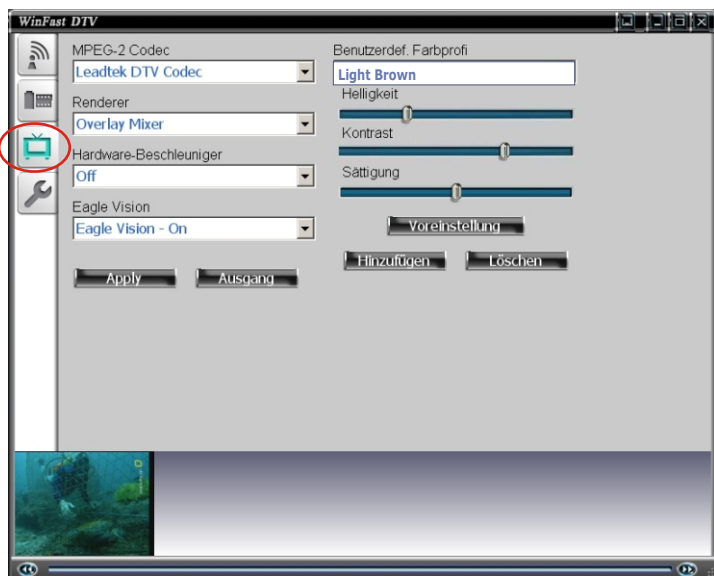 WinFast DTV
MPEG-2 Codec
Leadtek DTV Codec
Renderer
Overlay Mixer
Hardware-Beschleuniger
Off
Eagle Vision
Eagle Vision - On
Apply
Ausgang
Benutzerdef. Farbprofi
Light Brown
Helligkeit
Kontrast
Sättigung
Voreinstellung
Hinzufügen
Löschen